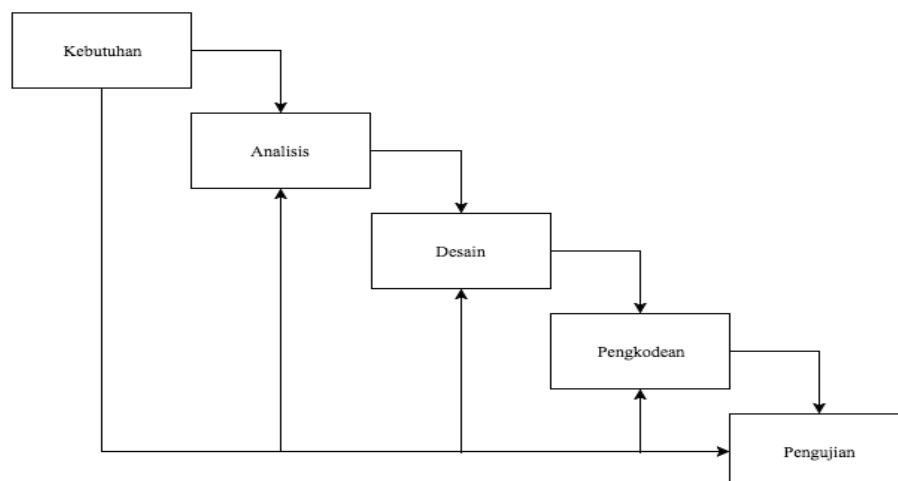 Kebutuhan
Analisis
Desain
Pengkodean
Pengujian